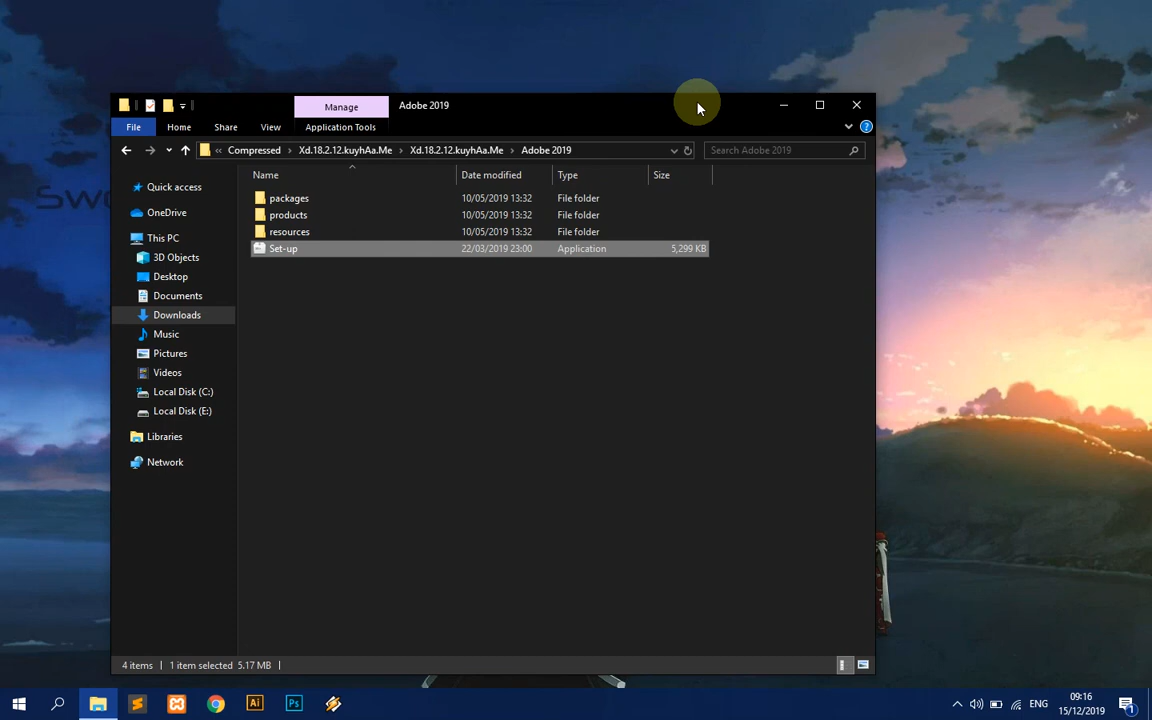 Manage
Adobe 2019
File
Home
Share
View
Application Tools
Compressed
Xd.18.2.12.kuyhAa.Me
Xd.18.2.12.kuyhAa.Me
Adobe 2019
Search Adobe 2019
Name
Date modified
Type
Size
packages 10/05/2019 13:32 File folder
products 10/05/2019 13:32 File folder
resources 10/05/2019 13:32 File folder
Set-up 22/03/2019 23:00 Application 5,299 KB
Quick access
OneDrive
This PC
3D Objects
Desktop
Documents
Downloads
Music
Pictures
Videos
Local Disk (C:)
Local Disk (E:)
Libraries
Network
4 items
1 item selected 5.17 MB
Ai
Ps
ENG
09:16
15/12/2019
1